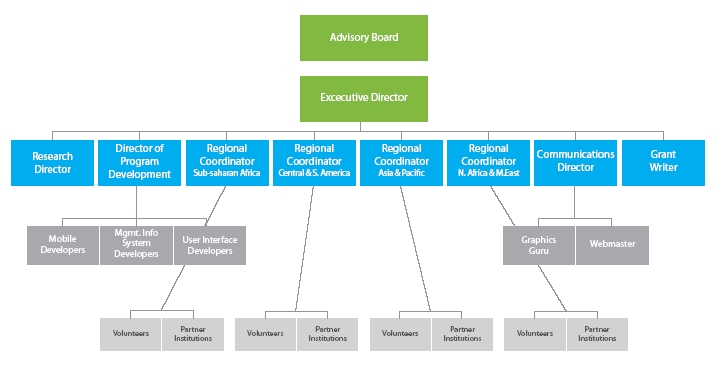 Advisory Board
Excecutive Director
Research
Director
Director of
Program
Development
Regional
Coordinator
Sub-saharan Africa
Regional
Coordinator
Central & S. America
Regional
Coordinator
Asia & Pacific
Regional
Coordinator
N. Africa & M.East
Communications
Director
Grant
Writer
Mobile
Developers
Mgmt. Info
System
Developers
User Interface
Developers
Graphics
Guru
Webmaster
Volunteers
Partner
Institutions
Volunteers
Partner
Institutions
Volunteers
Partner
Institutions
Volunteers
Partner
Institutions